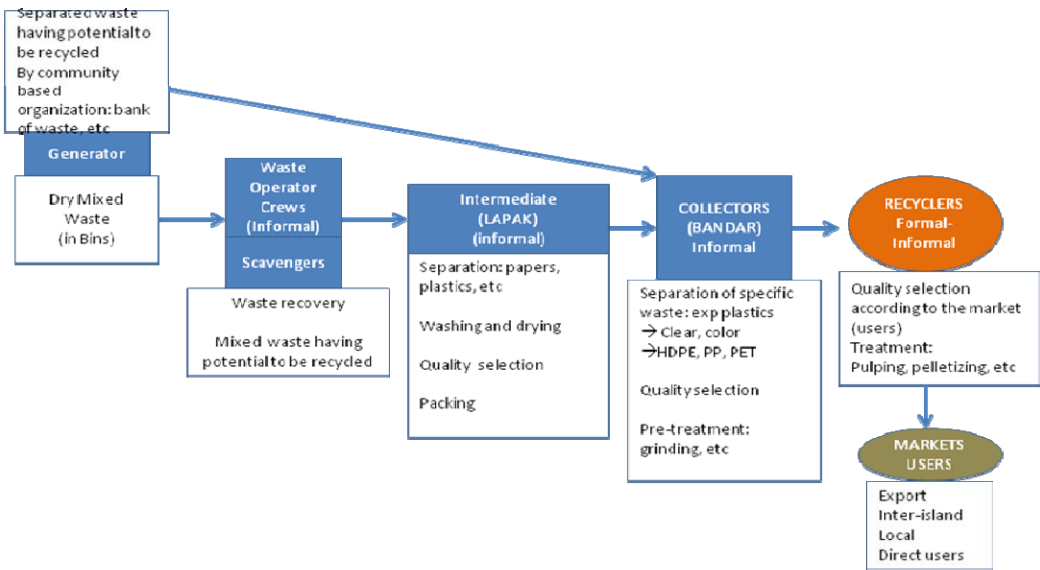 Separated waste
having potential to
be recycled
By community
based
organization: bank
of waste, etc
Generator
Dry Mixed
Waste
(in Bins)
Waste
Operator
Crews
(Informal)
Scavengers
Waste recovery
Mixed waste having
potential to be recycled
Intermediate
(LAPAK)
(informal)
Separation: papers,
plastics, etc
Washing and drying
Quality selection
Packing
COLLECTORS
(BANDAR)
Informal
Separation of specific
waste: exp plastics
→ Clear, color
→HDPE, PP, PET
Quality selection
Pre-treatment:
grinding, etc
RECYCLERS
Formal-
Informal
Quality selection
according to the market
(users)
Treatment:
Pulping, pelletizing, etc
MARKETS
USERS
Export
Inter-island
Local
Direct users